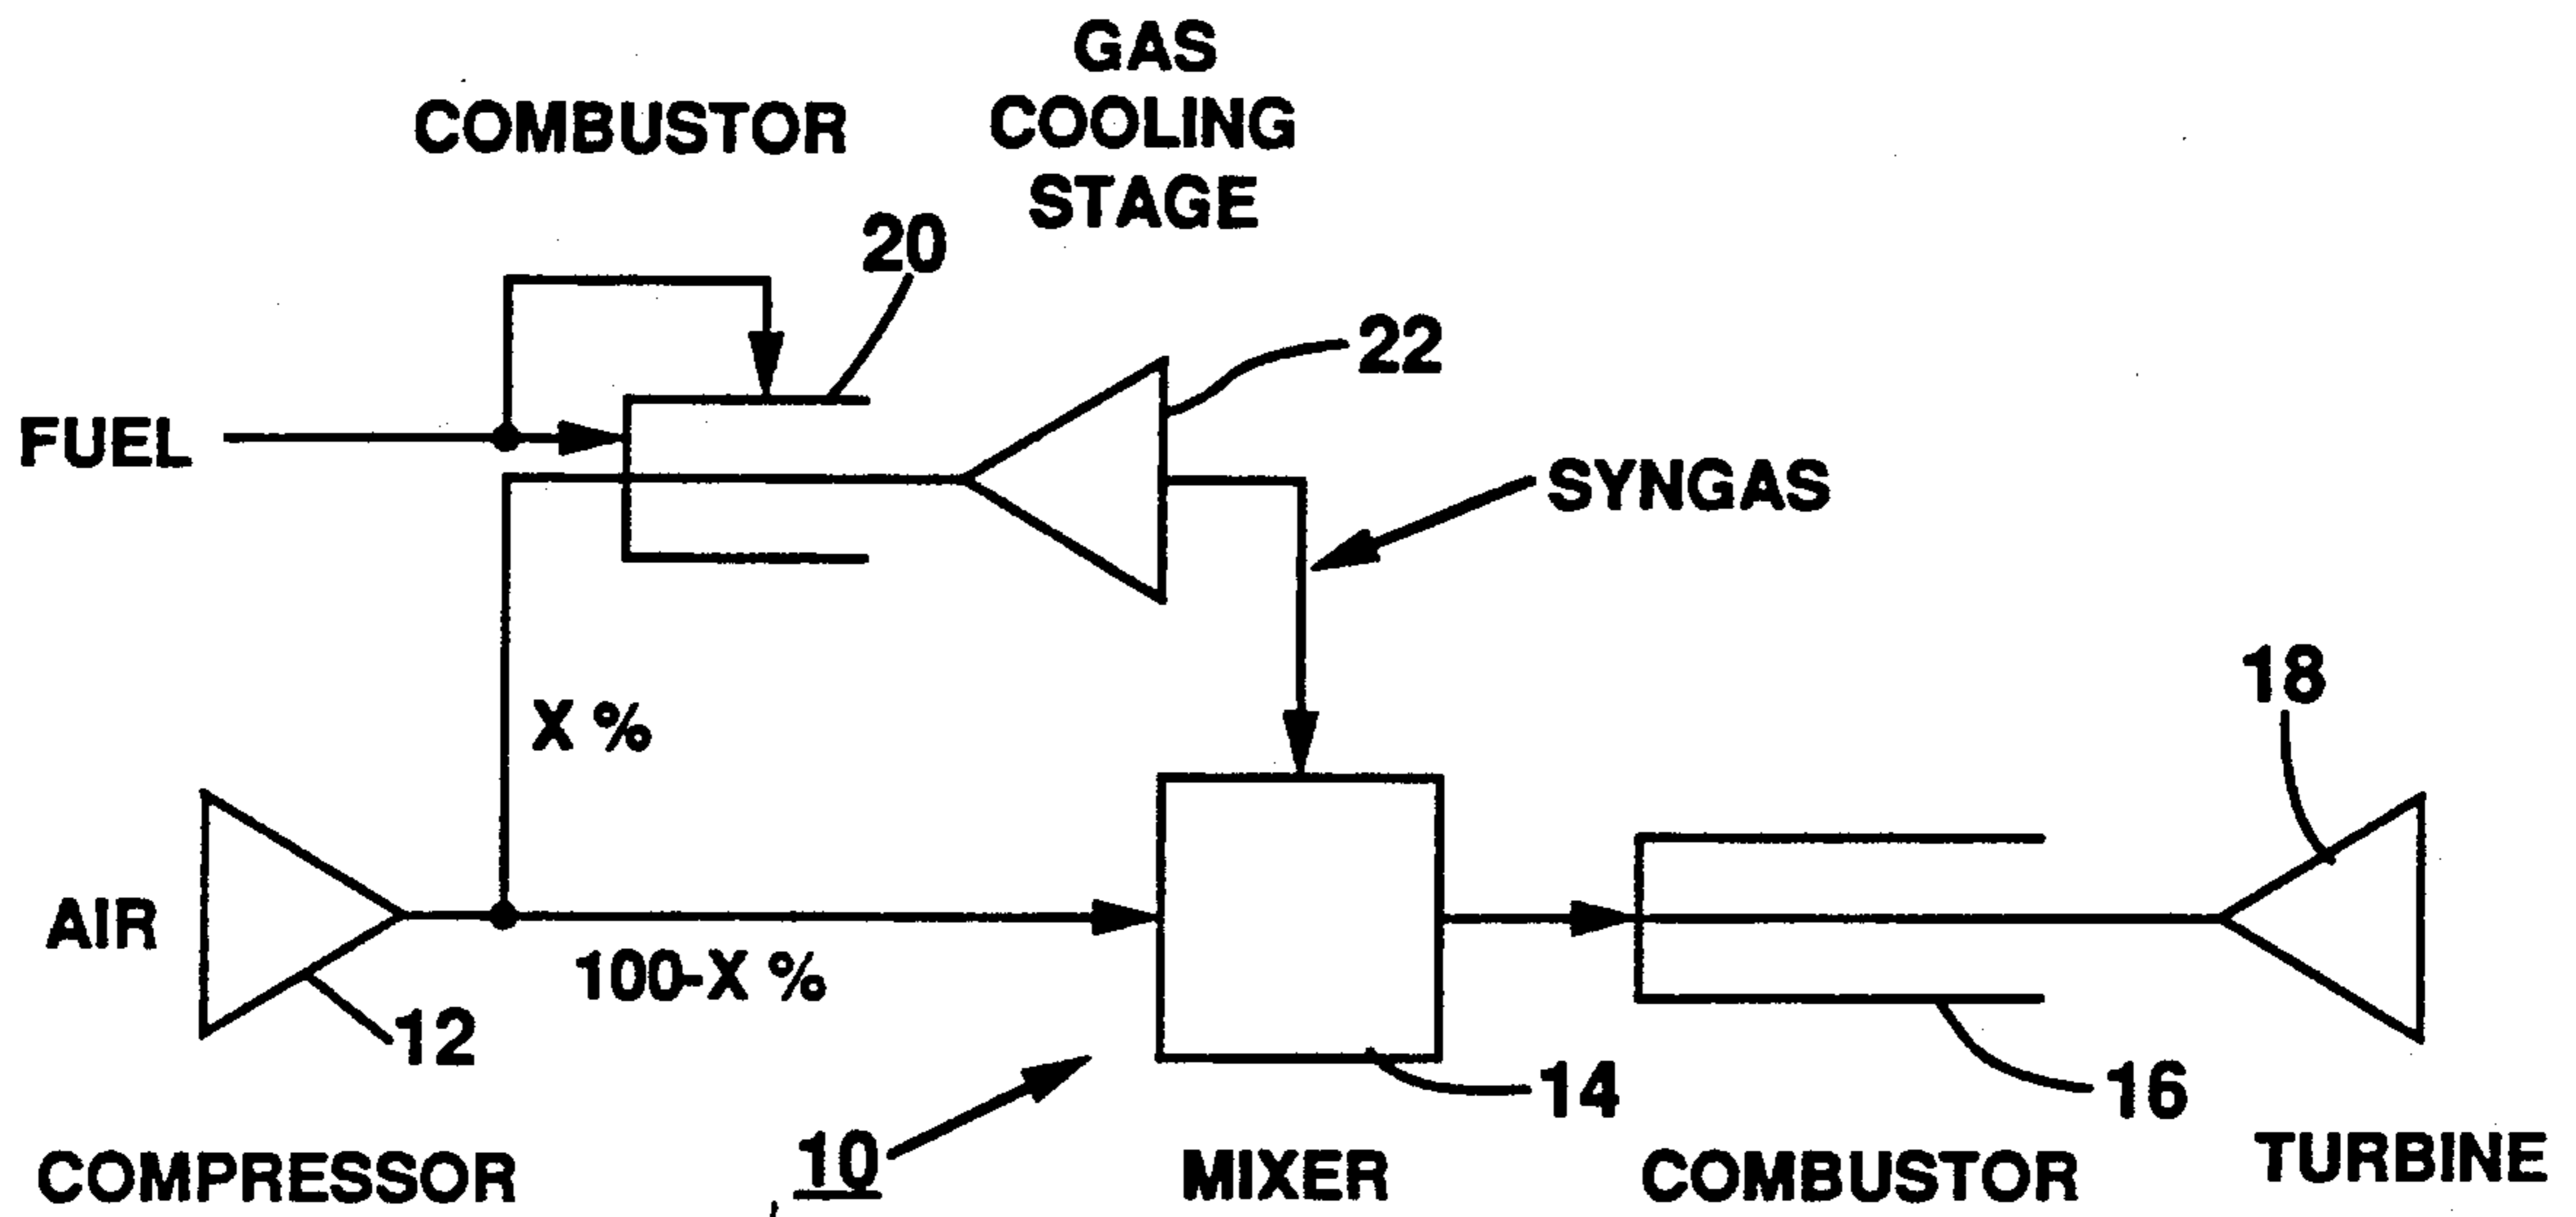 GAS
COOLING
STAGE
COMBUSTOR
20
22
FUEL
SYNGAS
X %
18
AIR
100-X %
12
14
16
10
COMPRESSOR
MIXER
COMBUSTOR
TURBINE